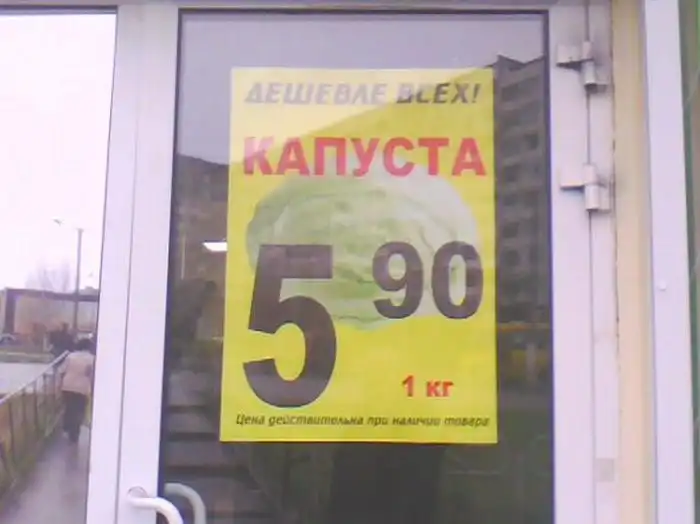 ДЕШЕВЛЕ ВСЕХ!
КАПУСТА
5 90
1 кг
Цена действительна при наличии товара